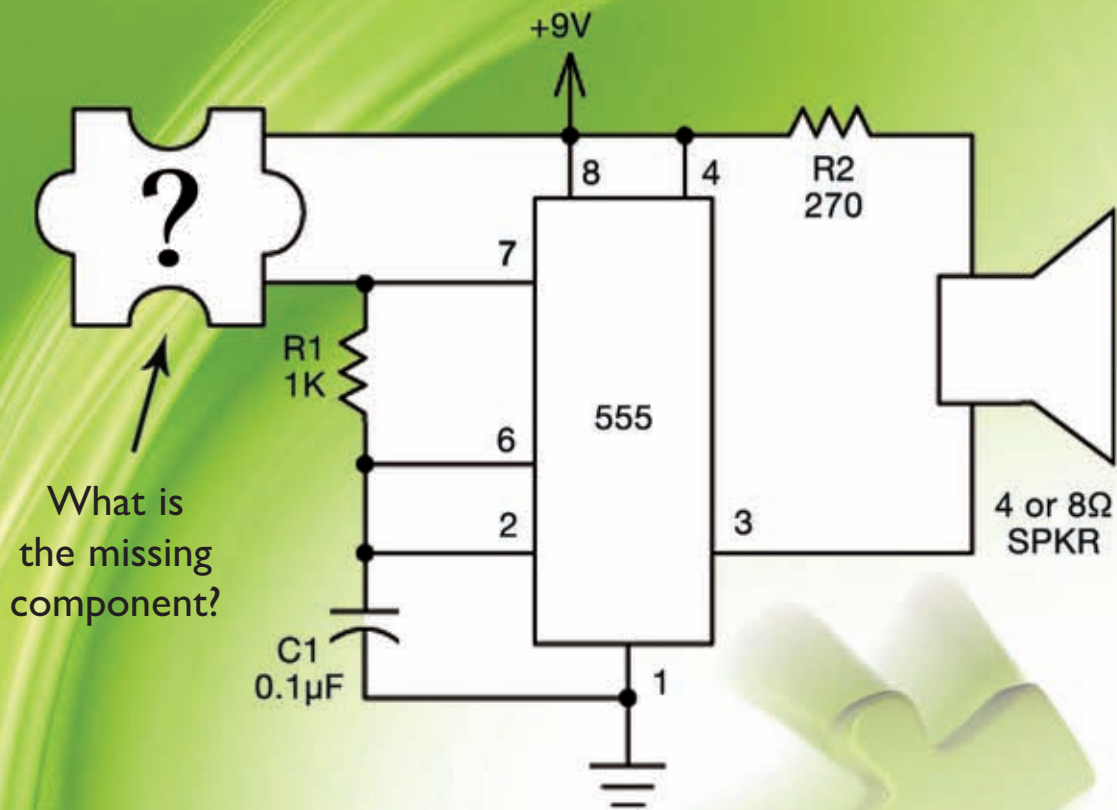 +9V
?
8
4
R2
270
7
R1
1K
555
6
2
3
4 or 8Ω
SPKR
What is
the missing
component?
C1
0.1µF
1